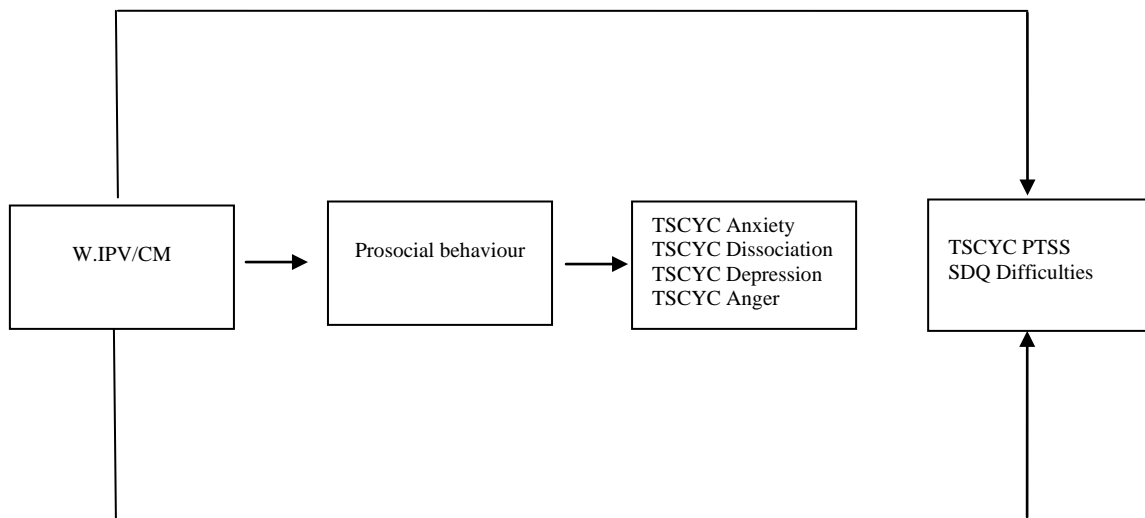 W.IPV/CM
Prosocial behaviour
TSCYC Anxiety
TSCYC Dissociation
TSCYC Depression
TSCYC Anger
TSCYC PTSS
SDQ Difficulties